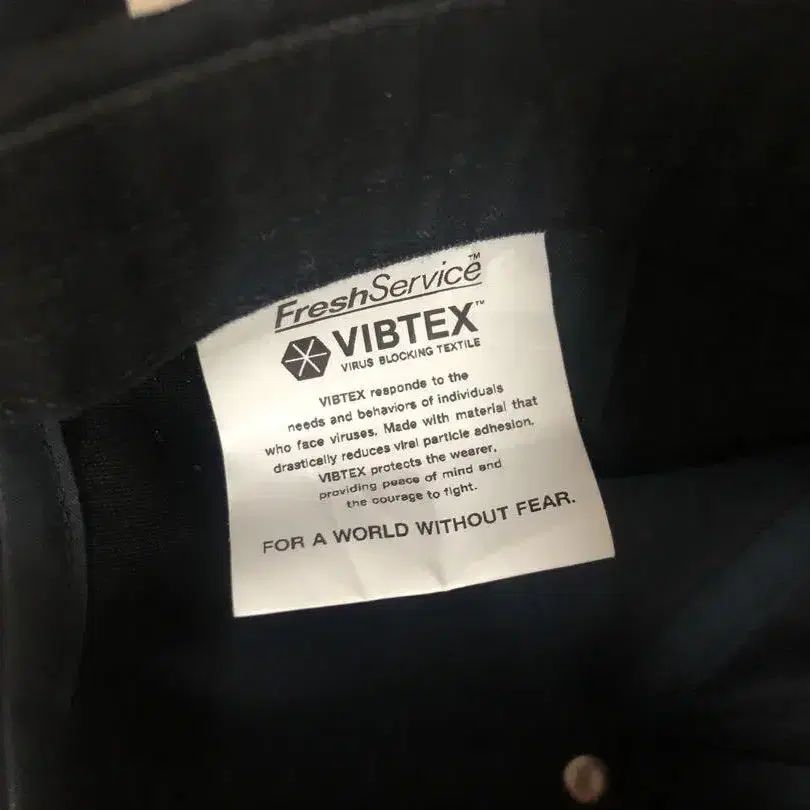 FreshService™
VIBTEX™
VIRUS BLOCKING TEXTILE
VIBTEX responds to the
needs and behaviors of individuals
who face viruses. Made with material that
drastically reduces viral particle adhesion,
VIBTEX protects the wearer,
providing peace of mind and
the courage to fight.
FOR A WORLD WITHOUT FEAR.